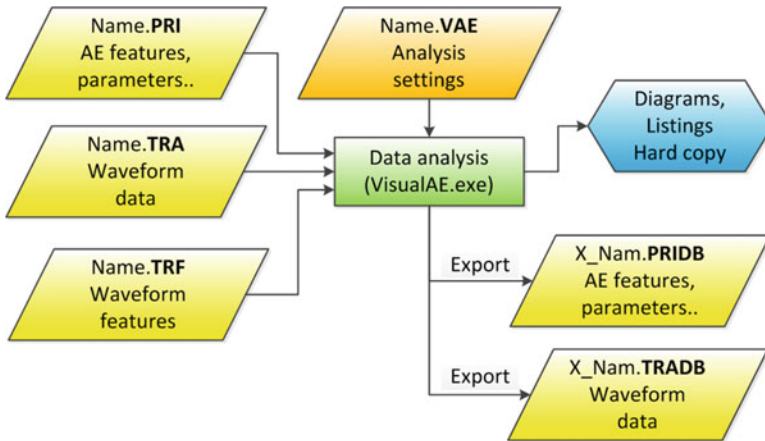 Name.PRI
AE features,
parameters..
Name.VAE
Analysis
settings
Diagrams,
Listings
Hard copy
Name.TRA
Waveform
data
Data analysis
(VisualAE.exe)
Name.TRF
Waveform
features
Export
X_Nam.PRIDB
AE features,
parameters..
Export
X_Nam.TRADB
Waveform
data